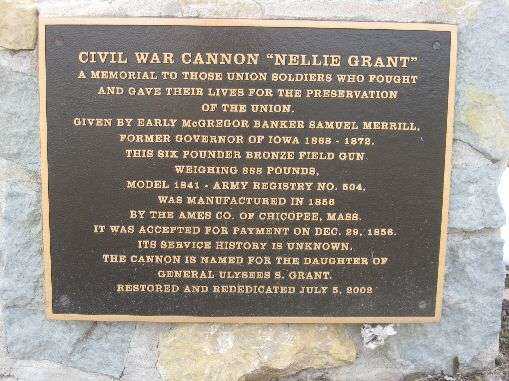 CIVIL WAR CANNON "NELLIE GRANT"
A MEMORIAL TO THOSE UNION SOLDIERS WHO FOUGHT
AND GAVE THEIR LIVES FOR THE PRESERVATION
OF THE UNION.
GIVEN BY EARLY McGREGOR BANKER SAMUEL MERRILL,
FORMER GOVERNOR OF IOWA 1868 - 1872.
THIS SIX POUNDER BRONZE FIELD GUN
WEIGHING 888 POUNDS,
MODEL 1841 - ARMY REGISTRY NO. 504,
WAS MANUFACTURED IN 1856
BY THE AMES CO. OF CHICOPEE, MASS.
IT WAS ACCEPTED FOR PAYMENT ON DEC. 29, 1856.
ITS SERVICE HISTORY IS UNKNOWN.
THE CANNON IS NAMED FOR THE DAUGHTER OF
GENERAL ULYSEES S. GRANT.
RESTORED AND REDEDICATED JULY 5, 2002